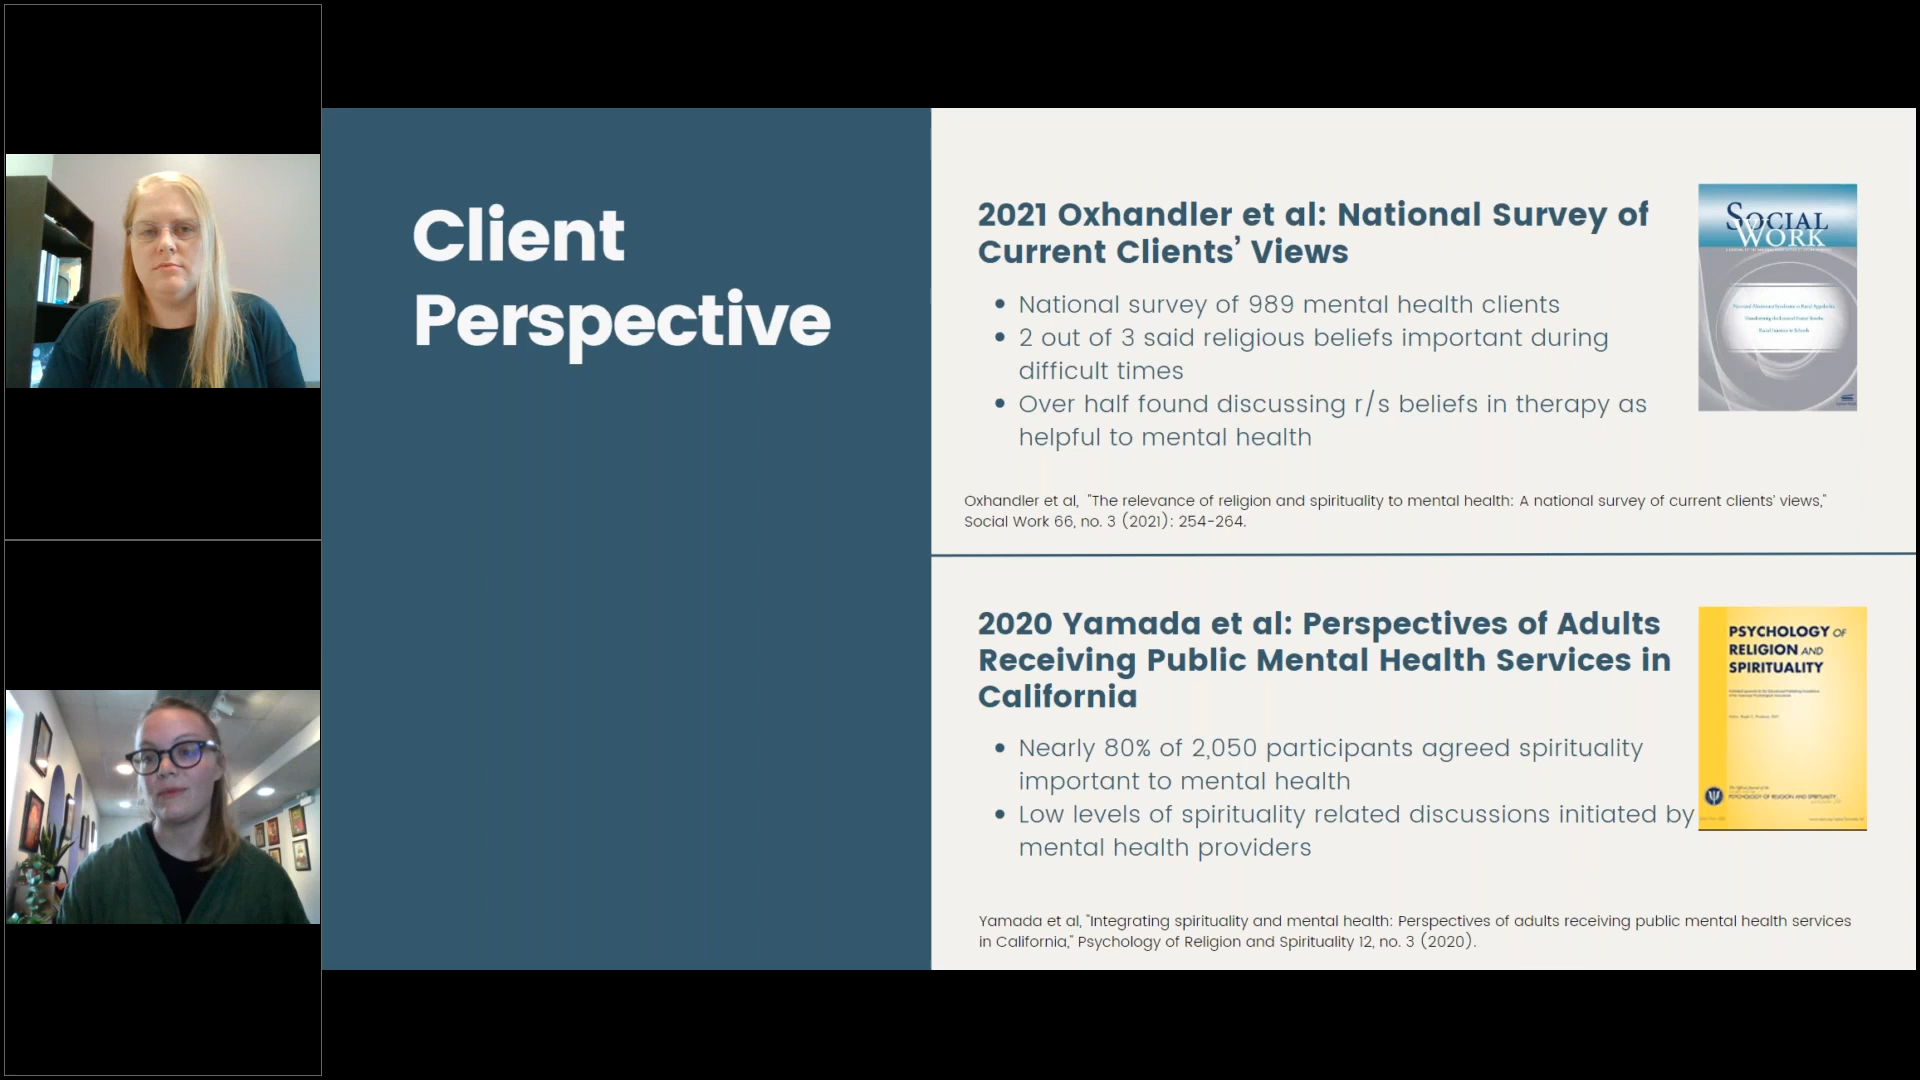 Client
Perspective
2021 Oxhandler et al: National Survey of
Current Clients’ Views
National survey of 989 mental health clients
2 out of 3 said religious beliefs important during
difficult times
Over half found discussing r/s beliefs in therapy as
helpful to mental health
SOCIAL
WORK
Oxhandler et al, "The relevance of religion and spirituality to mental health: A national survey of current clients' views,"
Social Work 66, no. 3 (2021): 254-264.
2020 Yamada et al: Perspectives of Adults
Receiving Public Mental Health Services in
California
Nearly 80% of 2,050 participants agreed spirituality
important to mental health
Low levels of spirituality related discussions initiated by
mental health providers
PSYCHOLOGY OF
RELIGION AND
SPIRITUALITY
PSYCHOLOGY OF RELIGION AND SPIRITUALITY
Yamada et al, "Integrating spirituality and mental health: Perspectives of adults receiving public mental health services
in California," Psychology of Religion and Spirituality 12, no. 3 (2020).